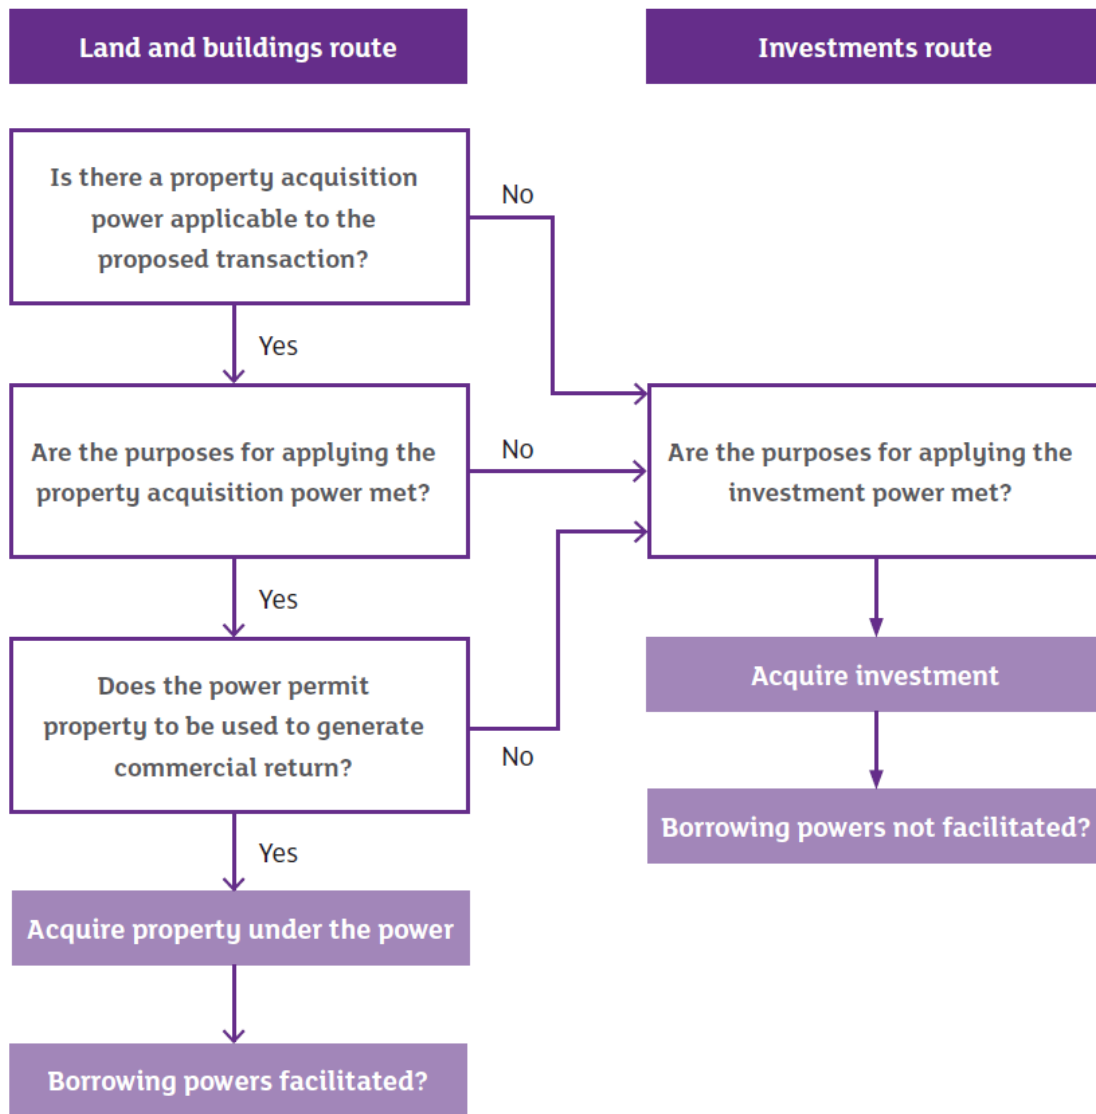 Land and buildings route
Investments route
Is there a property acquisition
power applicable to the
proposed transaction?
No
Yes
Are the purposes for applying the
property acquisition power met?
No
Are the purposes for applying the
investment power met?
Yes
Does the power permit
property to be used to generate
commercial return?
No
Acquire investment
Borrowing powers not facilitated?
Yes
Acquire property under the power
Borrowing powers facilitated?